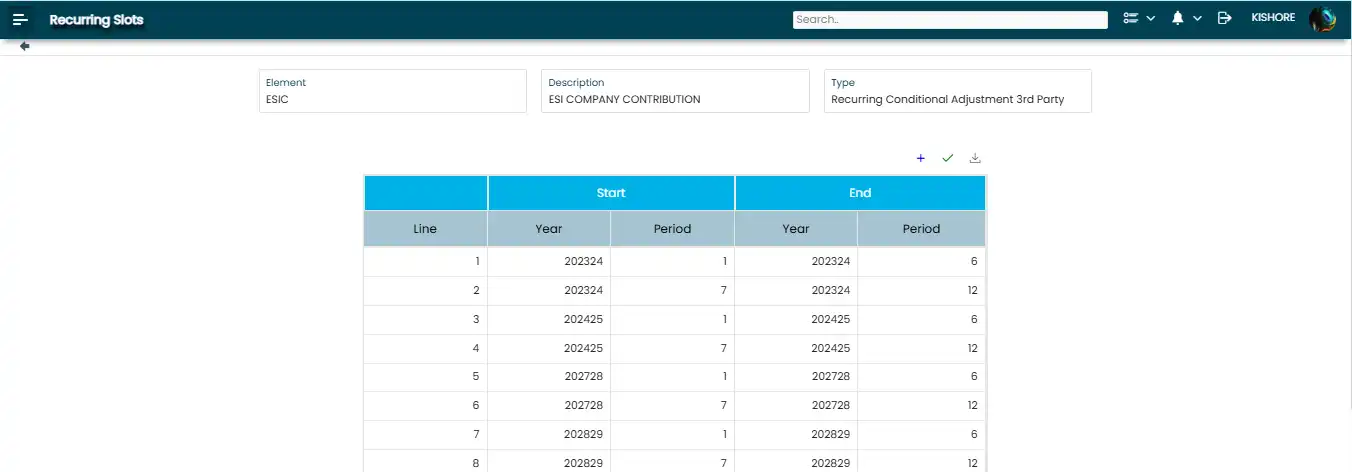 Recurring Slots
Search..
KISHORE
Element
ESIC
Description
ESI COMPANY CONTRIBUTION
Type
Recurring Conditional Adjustment 3rd Party
Start End
Line Year Period Year Period
1 202324 1 202324 6
2 202324 7 202324 12
3 202425 1 202425 6
4 202425 7 202425 12
5 202728 1 202728 6
6 202728 7 202728 12
7 202829 1 202829 6
8 202829 7 202829 12